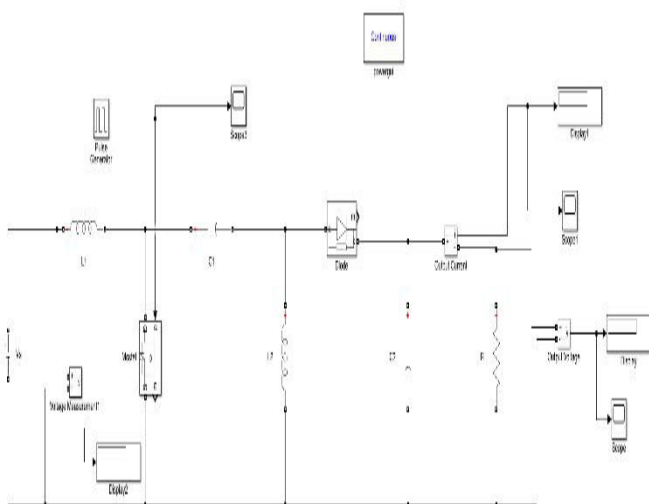 Continuous
powergui
Pulse
Generator
Scope2
Display1
Scope1
L1
C1
Diode
Output Current
Vs
Mosfet
L2
C2
R
Output Voltage
Display
Voltage Measurement1
Display2
Scope